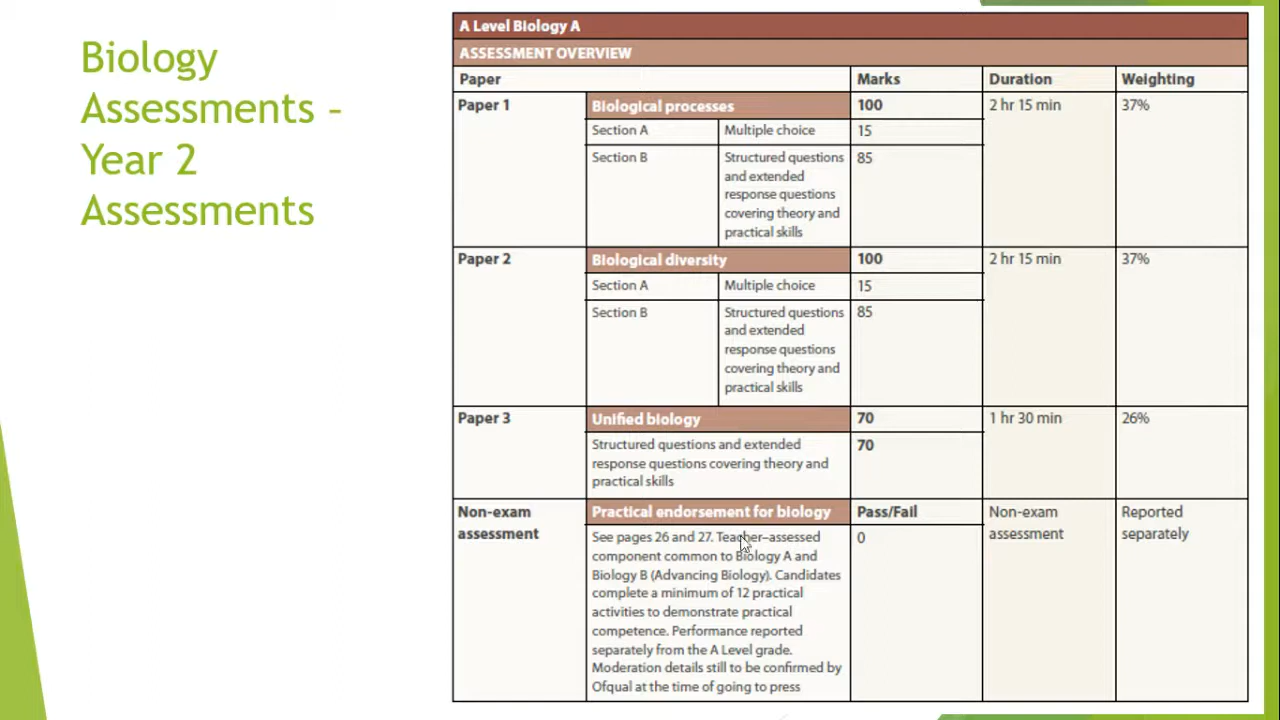 Biology
Assessments –
Year 2
Assessments
A Level Biology A
ASSESSMENT OVERVIEW
Paper Marks Duration Weighting
Paper 1 Biological processes 100 2 hr 15 min 37%
Section A Multiple choice 15
Section B Structured questions 85
and extended
response questions
covering theory and
practical skills
Paper 2 Biological diversity 100 2 hr 15 min 37%
Section A Multiple choice 15
Section B Structured questions 85
and extended
response questions
covering theory and
practical skills
Paper 3 Unified biology 70 1 hr 30 min 26%
Structured questions and extended 70
response questions covering theory and
practical skills
Non-exam Practical endorsement for biology Pass/Fail Non-exam Reported
assessment assessment separately
See pages 26 and 27. Teacher–assessed 0
component common to Biology A and
Biology B (Advancing Biology). Candidates
complete a minimum of 12 practical
activities to demonstrate practical
competence. Performance reported
separately from the A Level grade.
Moderation details still to be confirmed by
Ofqual at the time of going to press